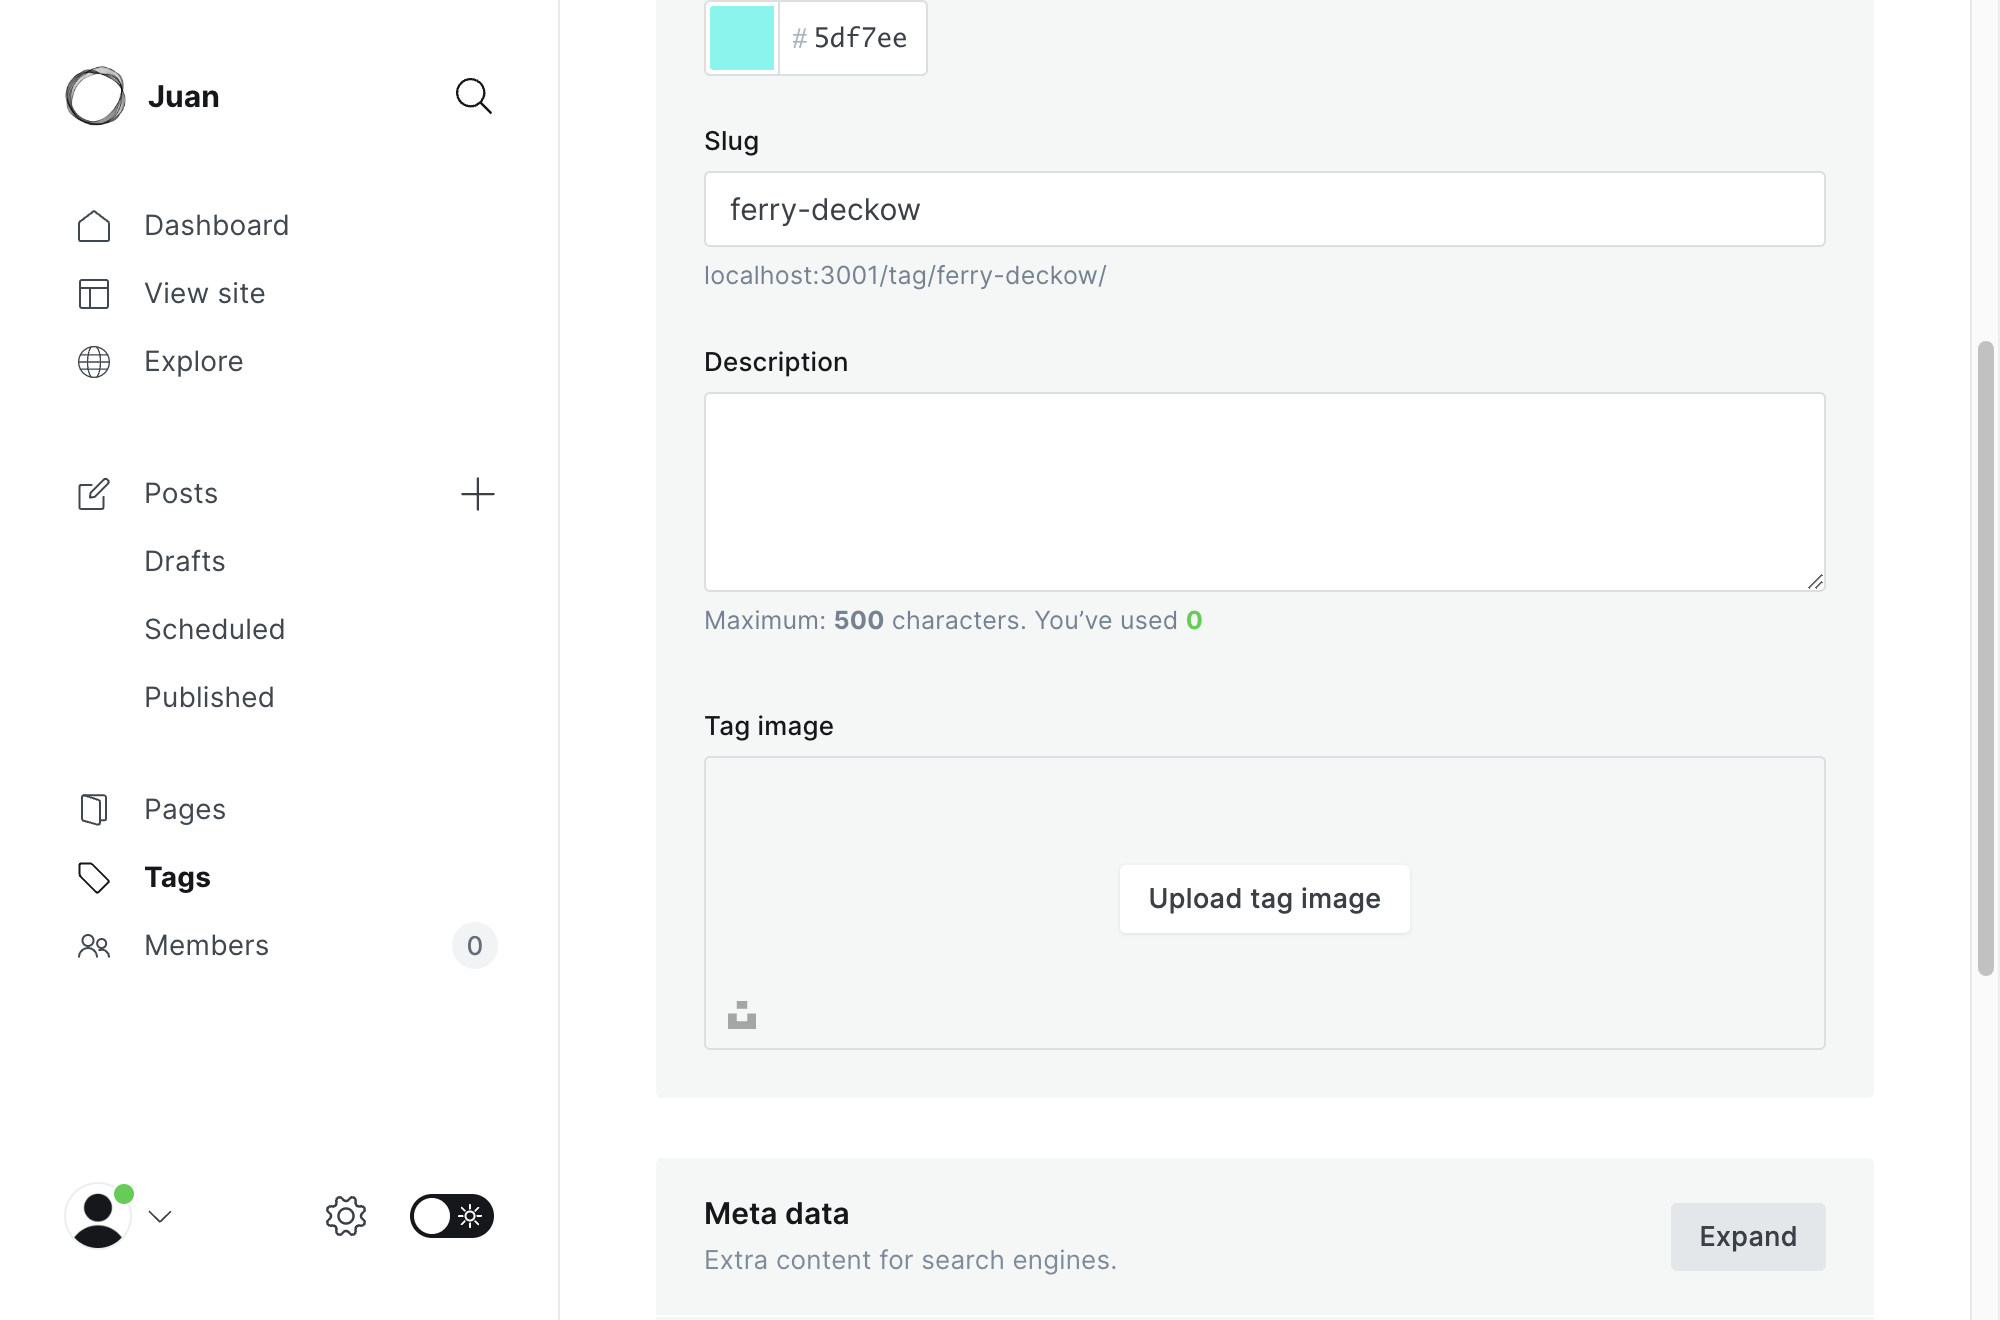 Juan
Dashboard
View site
Explore
Posts
Drafts
Scheduled
Published
Pages
Tags
Members 0
#5df7ee
Slug
ferry-deckow
localhost:3001/tag/ferry-deckow/
Description
Maximum: 500 characters. You’ve used 0
Tag image
Upload tag image
Meta data
Extra content for search engines.
Expand